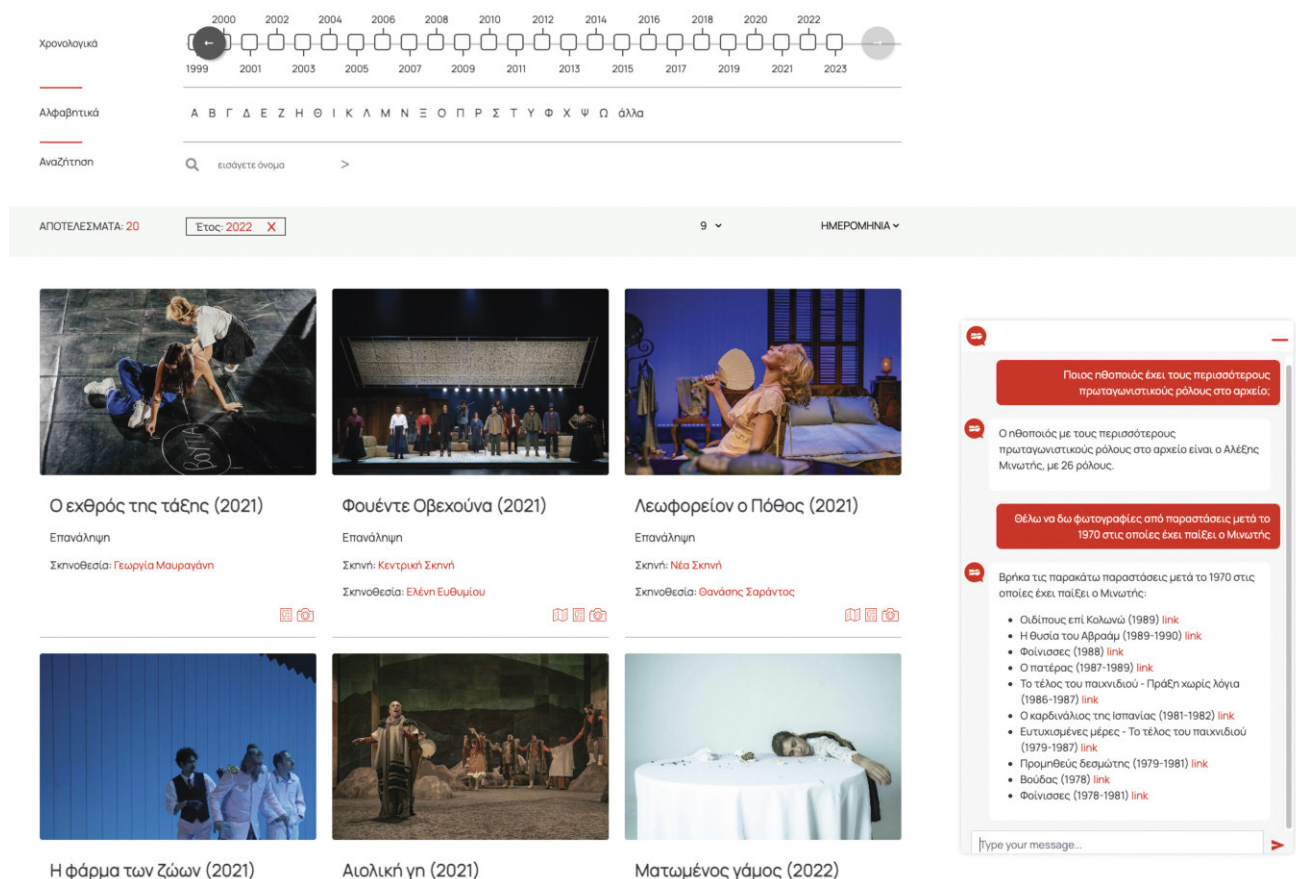 2000 2002 2004 2006 2008 2010 2012 2014 2016 2018 2020 2022
Χρονολογικά
1999 2001 2003 2005 2007 2009 2011 2013 2015 2017 2019 2021 2023
Αλφαβητικά
Α Β Γ Δ Ε Ζ Η Θ Ι Κ Λ Μ Ν Ξ Ο Π Ρ Σ Τ Υ Φ Χ Ψ Ω άλλα
Αναζήτηση
εισάγετε όνομα >
ΑΠΟΤΕΛΕΣΜΑΤΑ: 20 Έτος: 2022 X 9 ΗΜΕΡΟΜΗΝΙΑ
ΒΟΥΤΙΑ
Ο εχθρός της τάξης (2021)
Επανάληψη
Σκηνοθεσία: Γεωργία Μαυραγάνη
Φουέντε Οβεχούνα (2021)
Επανάληψη
Σκηνή: Κεντρική Σκηνή
Σκηνοθεσία: Ελένη Ευθυμίου
Λεωφορείον ο Πόθος (2021)
Επανάληψη
Σκηνή: Νέα Σκηνή
Σκηνοθεσία: Θανάσης Σαράντος
Η φάρμα των ζώων (2021)
Αιολική γη (2021)
Ματωμένος γάμος (2022)
Ποιος ηθοποιός έχει τους περισσότερους
πρωταγωνιστικούς ρόλους στο αρχείο;
Ο ηθοποιός με τους περισσότερους
πρωταγωνιστικούς ρόλους στο αρχείο είναι ο Αλέξης
Μινωτής, με 26 ρόλους.
Θέλω να δω φωτογραφίες από παραστάσεις μετά το
1970 στις οποίες έχει παίξει ο Μινωτής
Βρήκα τις παρακάτω παραστάσεις μετά το 1970 στις
οποίες έχει παίξει ο Μινωτής:
• Οιδίπους επί Κολωνώ (1989) link
• Η θυσία του Αβραάμ (1989-1990) link
• Φοίνισσες (1988) link
• Ο πατέρας (1987-1989) link
• Το τέλος του παιχνιδιού - Πράξη χωρίς λόγια
(1986-1987) link
• Ο καρδινάλιος της Ισπανίας (1981-1982) link
• Ευτυχισμένες μέρες - Το τέλος του παιχνιδιού
(1979-1987) link
• Προμηθεύς δεσμώτης (1979-1981) link
• Βούδας (1978) link
• Φοίνισσες (1978-1981) link
Type your message...